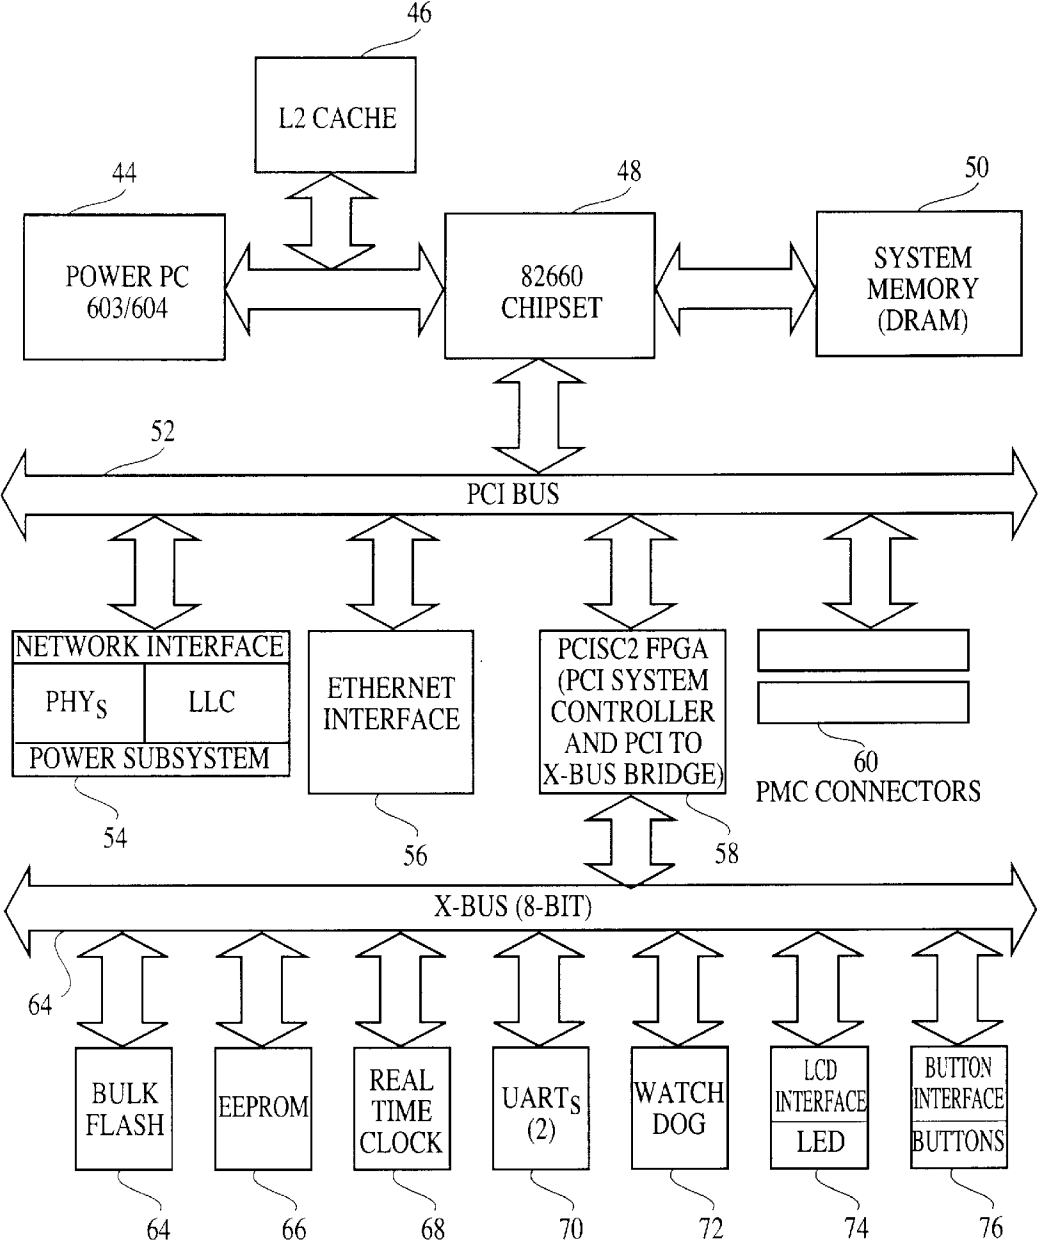 46
L2 CACHE
44
48
50
POWER PC
603/604
82660
CHIPSET
SYSTEM
MEMORY
(DRAM)
52
PCI BUS
NETWORK INTERFACE
PHYS
LLC
POWER SUBSYSTEM
54
ETHERNET
INTERFACE
56
PCISC2 FPGA
(PCI SYSTEM
CONTROLLER
AND PCI TO
X-BUS BRIDGE)
58
60
PMC CONNECTORS
X-BUS (8-BIT)
64
BULK
FLASH
EEPROM
REAL
TIME
CLOCK
UARTS
(2)
WATCH
DOG
LCD
INTERFACE
LED
BUTTON
INTERFACE
BUTTONS
64
66
68
70
72
74
76